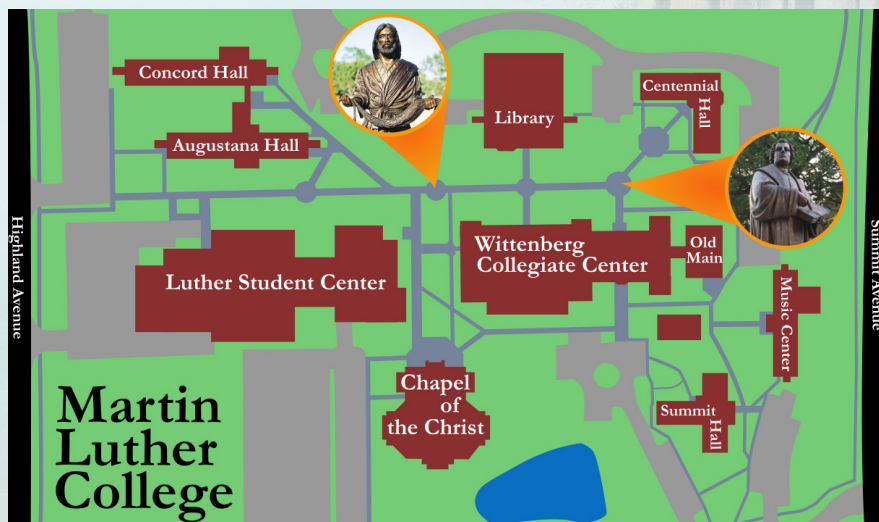 Concord Hall
Augustana Hall
Library
Centennial
Hall
Highland Avenue
Summit Avenue
Luther Student Center
Wittenberg
Collegiate Center
Old
Main
Music Center
Chapel
of
the Christ
Summit
Hall
Martin
Luther
College